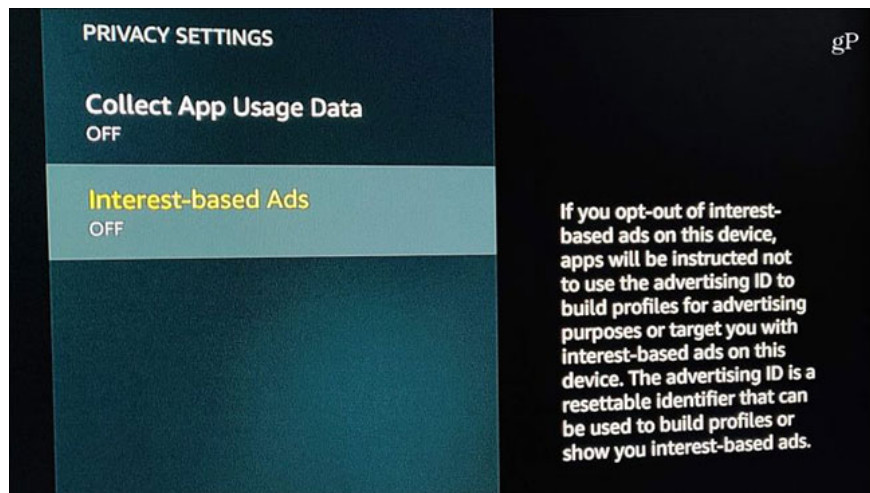 PRIVACY SETTINGS
gP
Collect App Usage Data
OFF
Interest-based Ads
OFF
If you opt-out of interest-
based ads on this device,
apps will be instructed not
to use the advertising ID to
build profiles for advertising
purposes or target you with
interest-based ads on this
device. The advertising ID is a
resettable identifier that can
be used to build profiles or
show you interest-based ads.